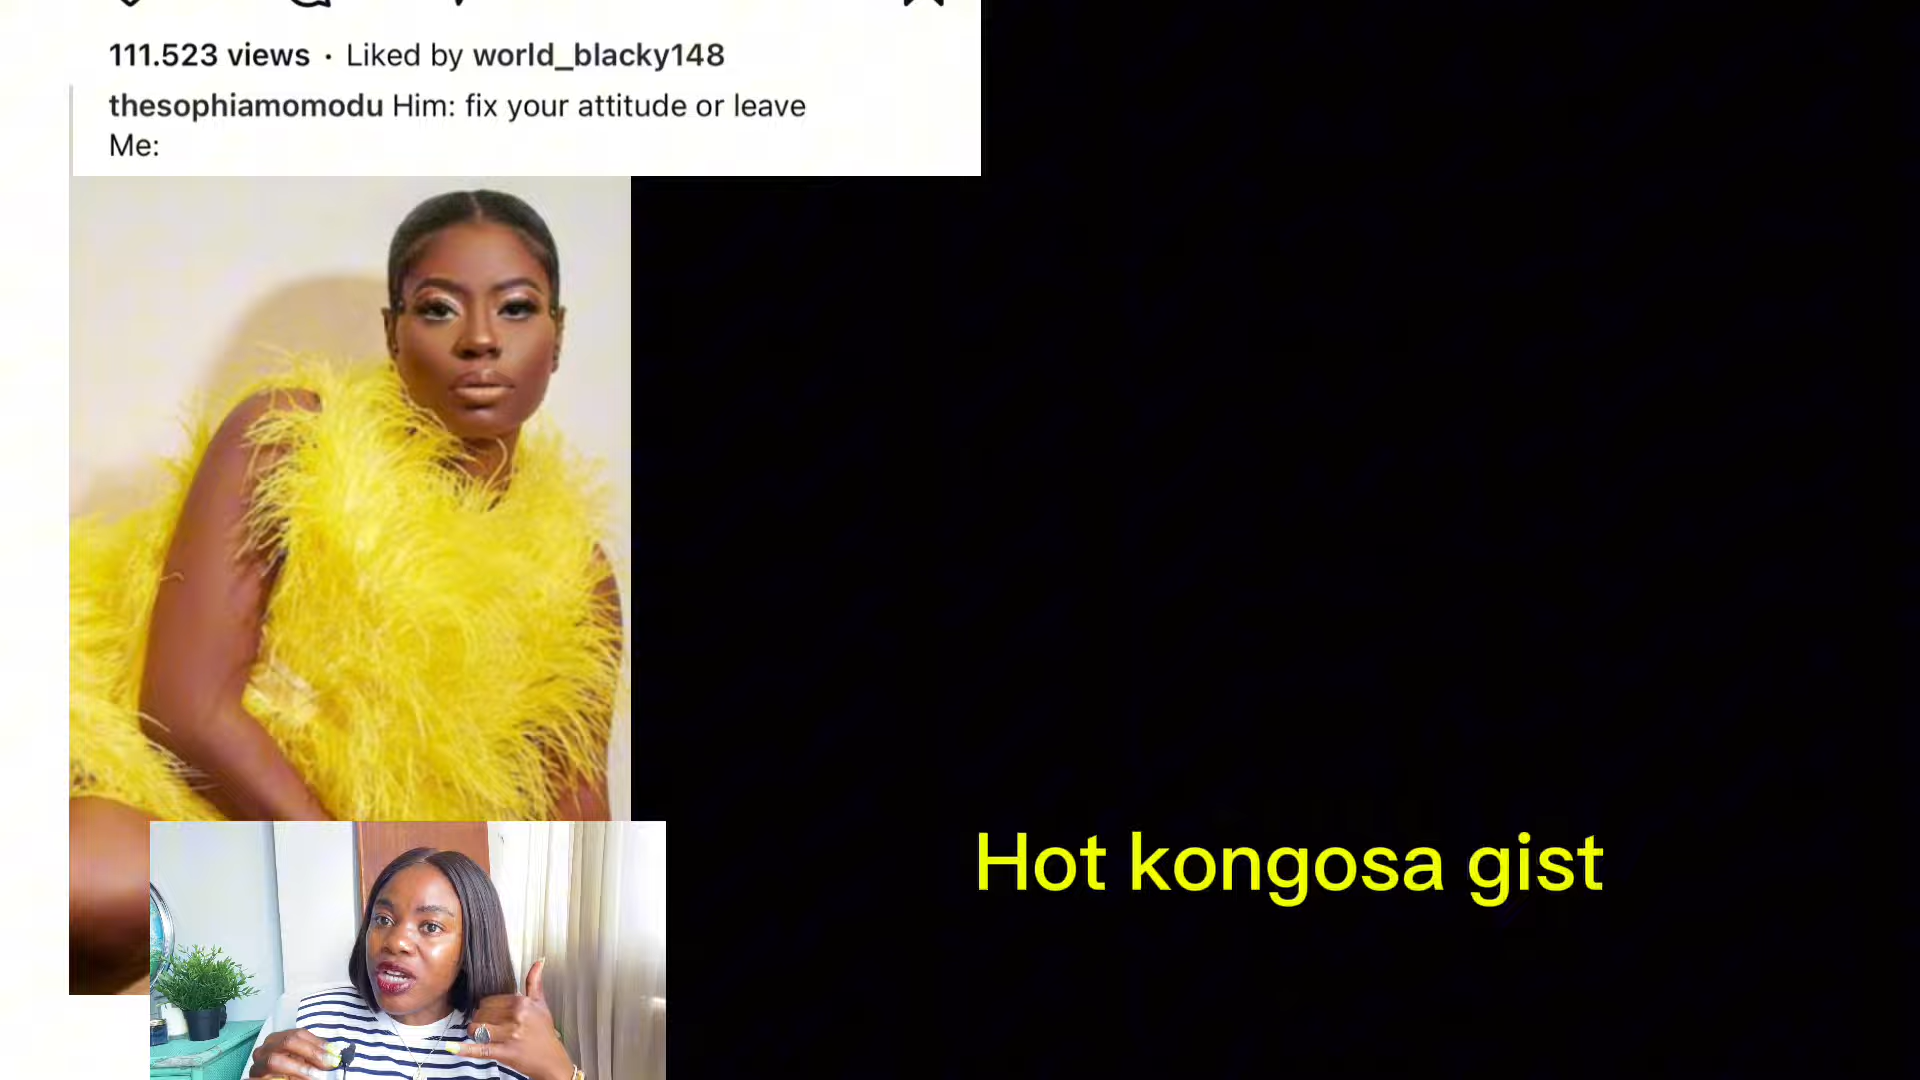 111.523 views · Liked by world_blacky148
thesophiamomodu Him: fix your attitude or leave
Me:
Hot kongosa gist